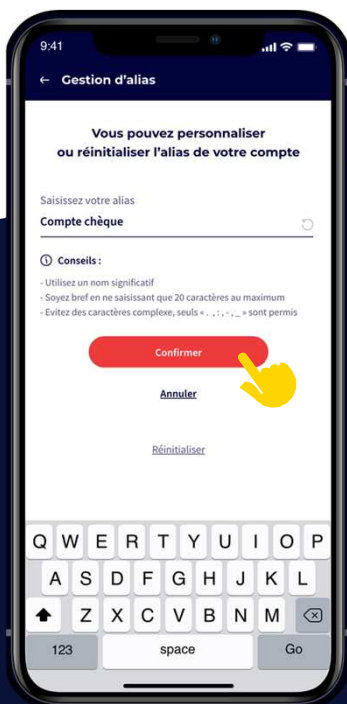 9:41
← Gestion d'alias
Vous pouvez personnaliser
ou réinitialiser l'alias de votre compte
Saisissez votre alias
Compte chèque
Conseils :
- Utilisez un nom significatif
- Soyez bref en ne saisissant que 20 caractères au maximum
- Evitez des caractères complexe, seuls « . , : , - , _ » sont permis
Confirmer
Annuler
Réinitialiser
Q W E R T Y U I O P
A S D F G H J K L
Z X C V B N M
123 space Go